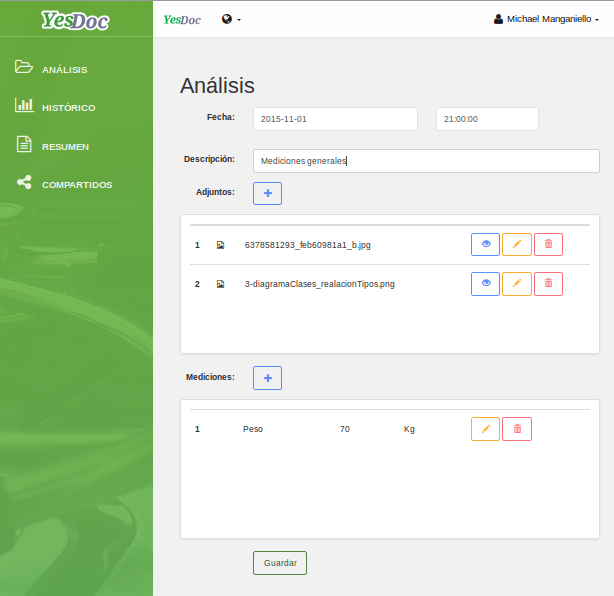 YesDoc
YesDoc
Michael Manganiello
ANÁLISIS
HISTÓRICO
RESUMEN
COMPARTIDOS
Análisis
Fecha: 2015-11-01 21:00:00
Descripción: Mediciones generales
Adjuntos: +
1 6378581293_feb60981a1_b.jpg
2 3-diagramaClases_realacionTipos.png
Mediciones: +
1 Peso 70 Kg
Guardar